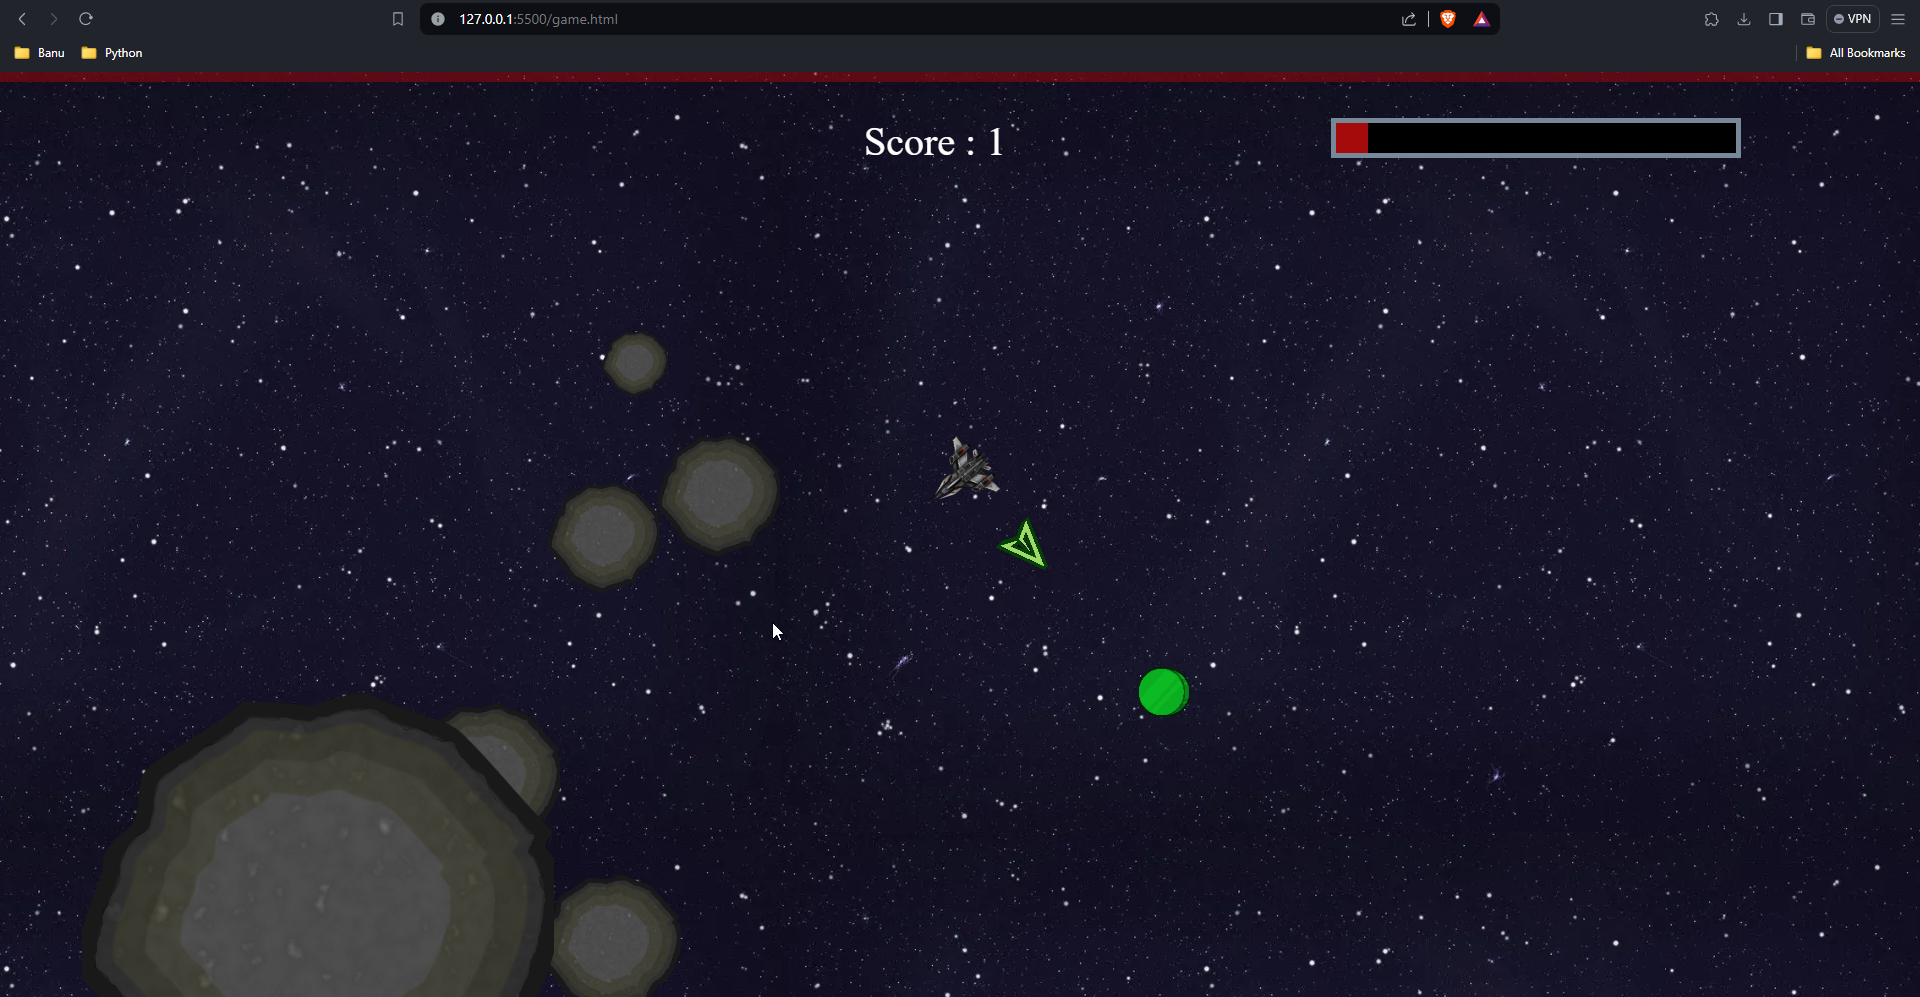 127.0.0.1:5500/game.html
VPN
Banu
Python
All Bookmarks
Score : 1